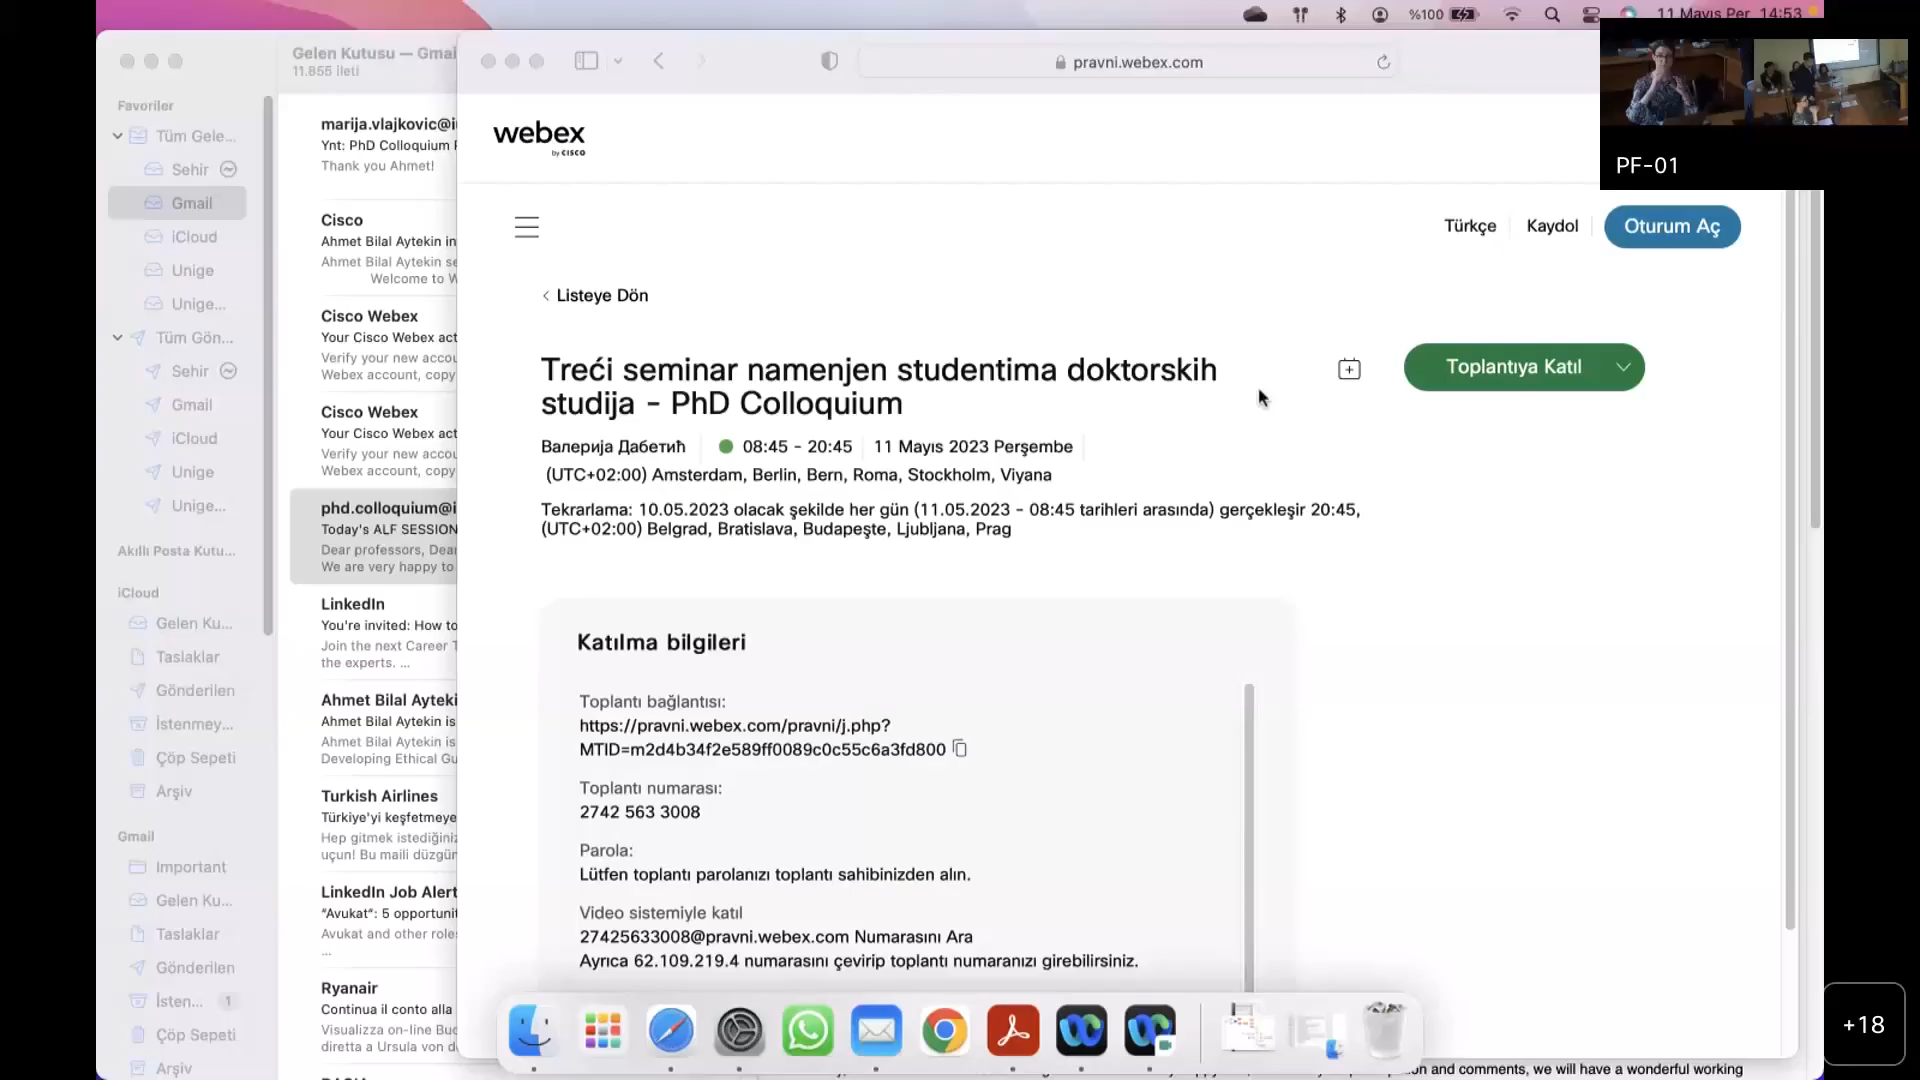 %100
11 Mayıs Per 14:53
Gelen Kutusu — Gmai
11.855 ileti
Favoriler
Tüm Gele...
Sehir
Gmail
iCloud
Unige
Unige...
Tüm Gön...
Sehir
Gmail
iCloud
Unige
Unige...
Akıllı Posta Kutu...
iCloud
Gelen Ku...
Taslaklar
Gönderilen
İstenmey...
Çöp Sepeti
Arşiv
Gmail
Important
Gelen Ku...
Taslaklar
Gönderilen
İsten... 1
Çöp Sepeti
Arşiv
marija.vlajkovic@i
Ynt: PhD Colloquium
Thank you Ahmet!
Cisco
Ahmet Bilal Aytekin in
Ahmet Bilal Aytekin se
Welcome to W
Cisco Webex
Your Cisco Webex act
Verify your new accou
Webex account, copy
Cisco Webex
Your Cisco Webex act
Verify your new accou
Webex account, copy
phd.colloquium@i
Today's ALF SESSION
Dear professors, Dear
We are very happy to
LinkedIn
You're invited: How to
Join the next Career T
the experts. ...
Ahmet Bilal Ayteki
Ahmet Bilal Aytekin is
Ahmet Bilal Aytekin is
Developing Ethical Gu
Turkish Airlines
Türkiye'yi keşfetmeye
Hep gitmek istediğiniz
uçun! Bu maili düzgün
LinkedIn Job Alert
"Avukat": 5 opportunit
Avukat and other roles
...
Ryanair
Continua il conto alla
Visualizza on-line Buo
diretta a Ursula von d
pravni.webex.com
webex
by CISCO
Türkçe Kaydol Oturum Aç
Listeye Dön
Treći seminar namenjen studentima doktorskih
studija - PhD Colloquium
Toplantıya Katıl
Валерија Дабетић 08:45 - 20:45 11 Mayıs 2023 Perşembe
(UTC+02:00) Amsterdam, Berlin, Bern, Roma, Stockholm, Viyana
Tekrarlama: 10.05.2023 olacak şekilde her gün (11.05.2023 - 08:45 tarihleri arasında) gerçekleşir 20:45,
(UTC+02:00) Belgrad, Bratislava, Budapeşte, Ljubljana, Prag
Katılma bilgileri
Toplantı bağlantısı:
https://pravni.webex.com/pravni/j.php?
MTID=m2d4b34f2e589ff0089c0c55c6a3fd800
Toplantı numarası:
2742 563 3008
Parola:
Lütfen toplantı parolanızı toplantı sahibinizden alın.
Video sistemiyle katıl
27425633008@pravni.webex.com Numarasını Ara
Ayrıca 62.109.219.4 numarasını çevirip toplantı numaranızı girebilirsiniz.
and comments, we will have a wonderful working
PF-01
+18